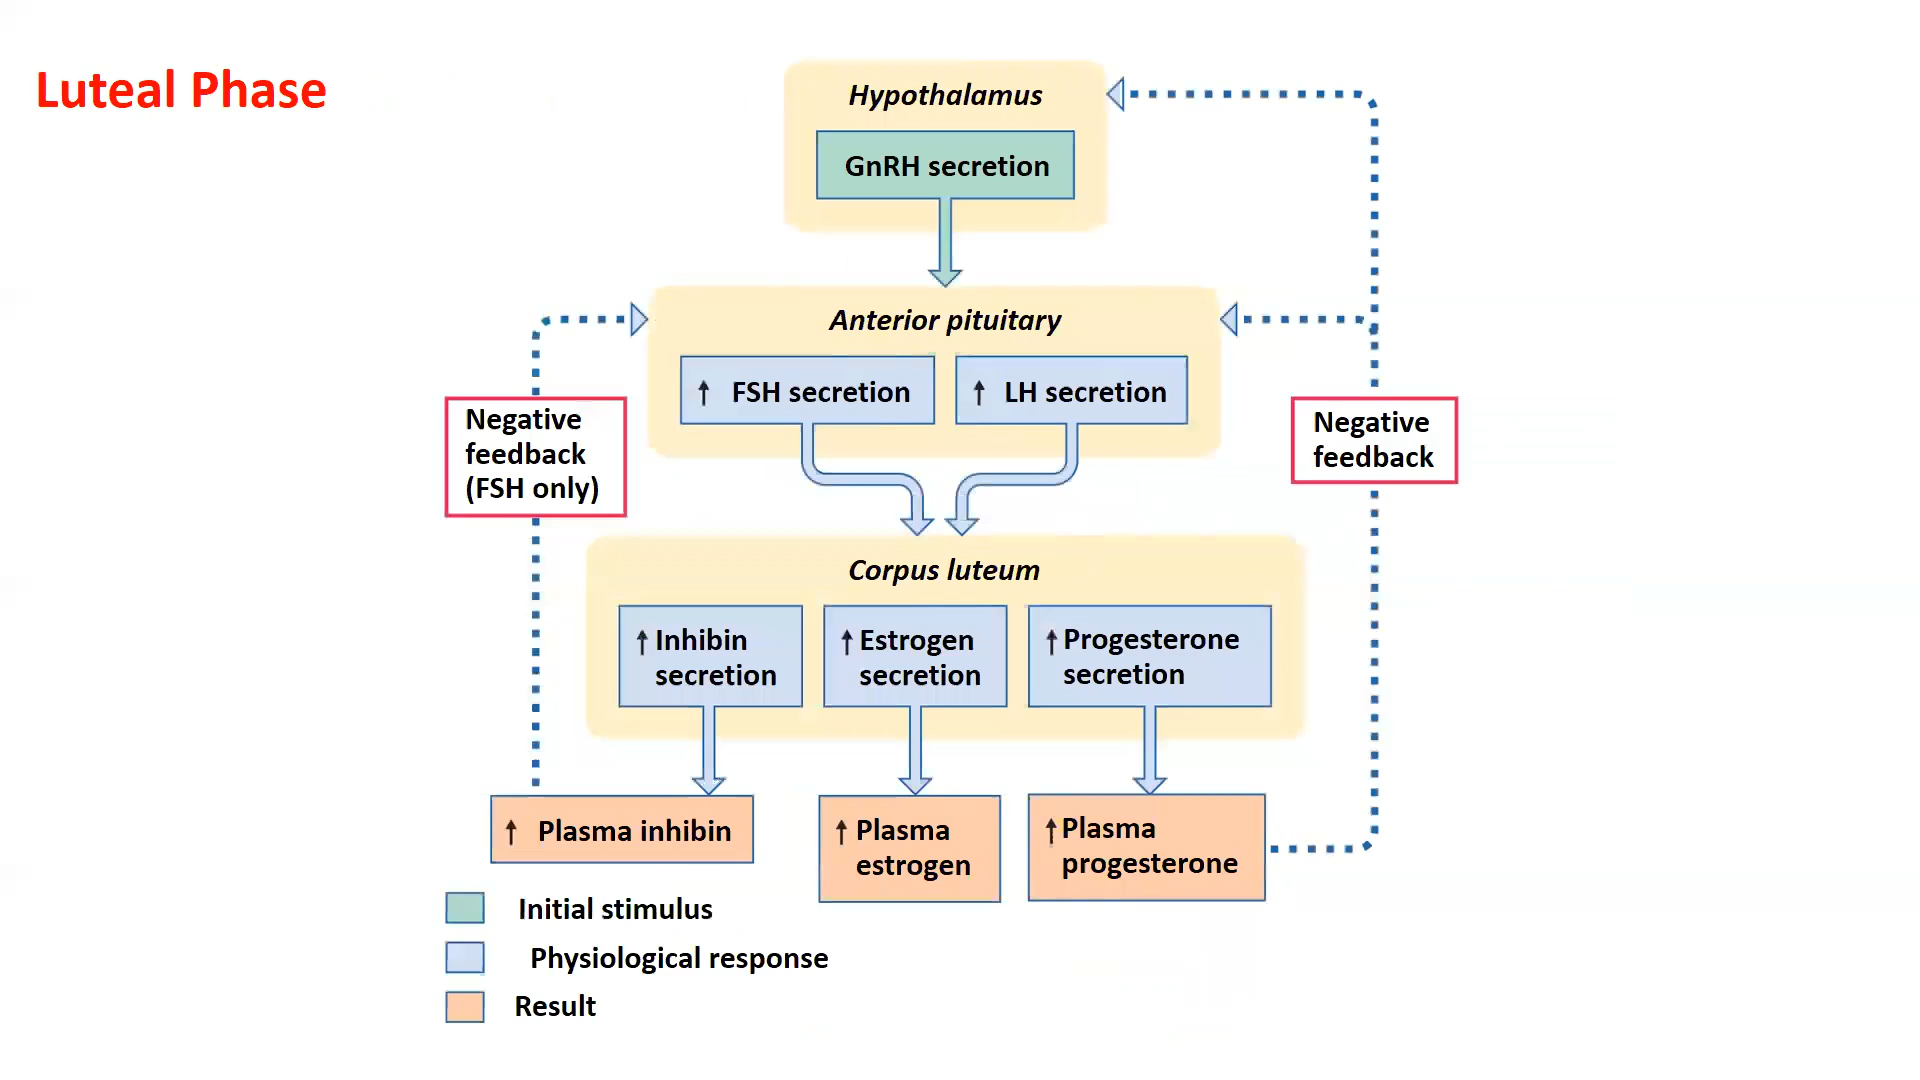 Luteal Phase
Hypothalamus
GnRH secretion
Anterior pituitary
↑ FSH secretion
↑ LH secretion
Negative
feedback
(FSH only)
Negative
feedback
Corpus luteum
↑ Inhibin
secretion
↑ Estrogen
secretion
↑ Progesterone
secretion
↑ Plasma inhibin
↑ Plasma
estrogen
↑ Plasma
progesterone
Initial stimulus
Physiological response
Result